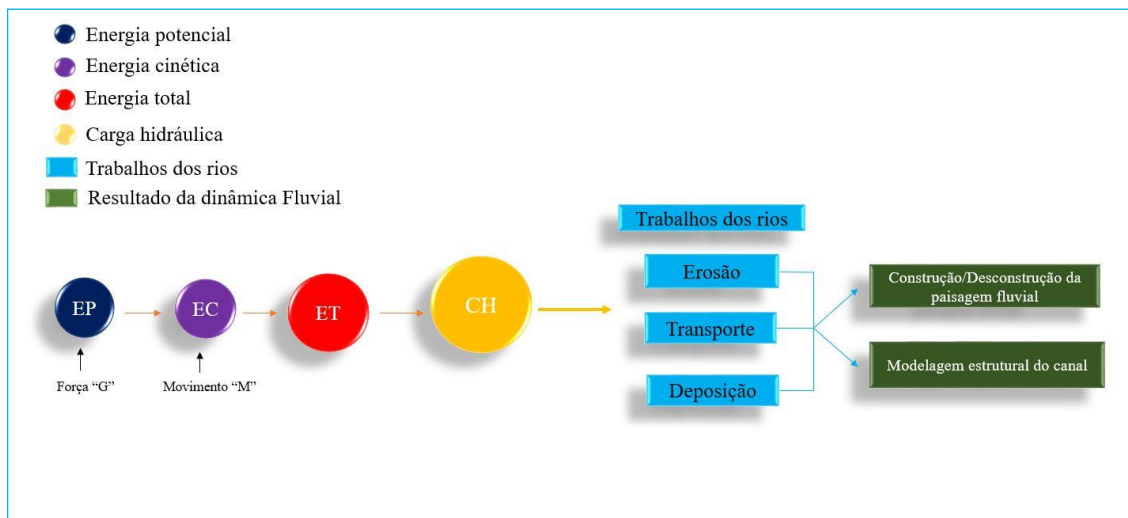 Energia potencial
Energia cinética
Energia total
Carga hidráulica
Trabalhos dos rios
Resultado da dinâmica Fluvial
EP
EC
ET
CH
Força “G”
Movimento “M”
Trabalhos dos rios
Erosão
Transporte
Deposição
Construção/Desconstrução da
paisagem fluvial
Modelagem estrutural do canal